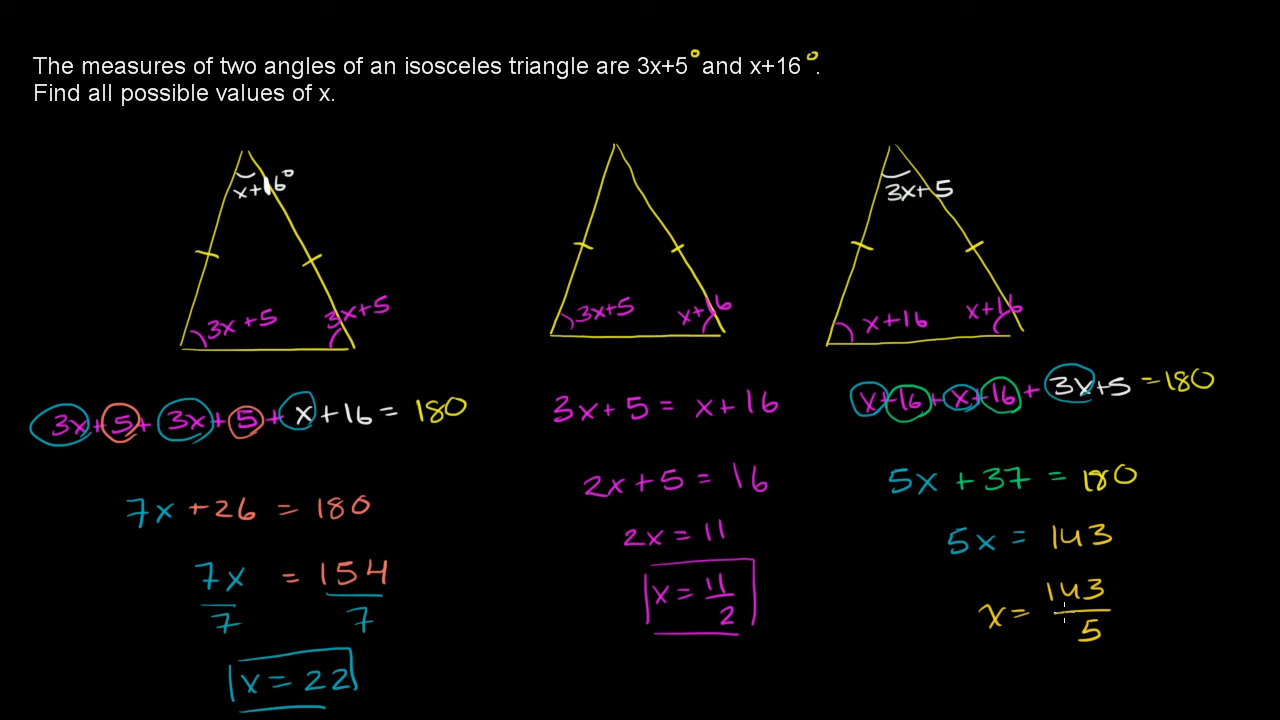 The measures of two angles of an isosceles triangle are 3x+5° and x+16°.
Find all possible values of x.
x+16°
3x+5
3x+5
3x+5+3x+5+x+16=180
7x+26=180
7x=154
7 7
x=22
3x+5
x+16
3x+5=x+16
2x+5=16
2x=11
x=11
2
3x+5
x+16
x+16
x+16+x+16+3x+5=180
5x+37=180
5x=143
x=143
5